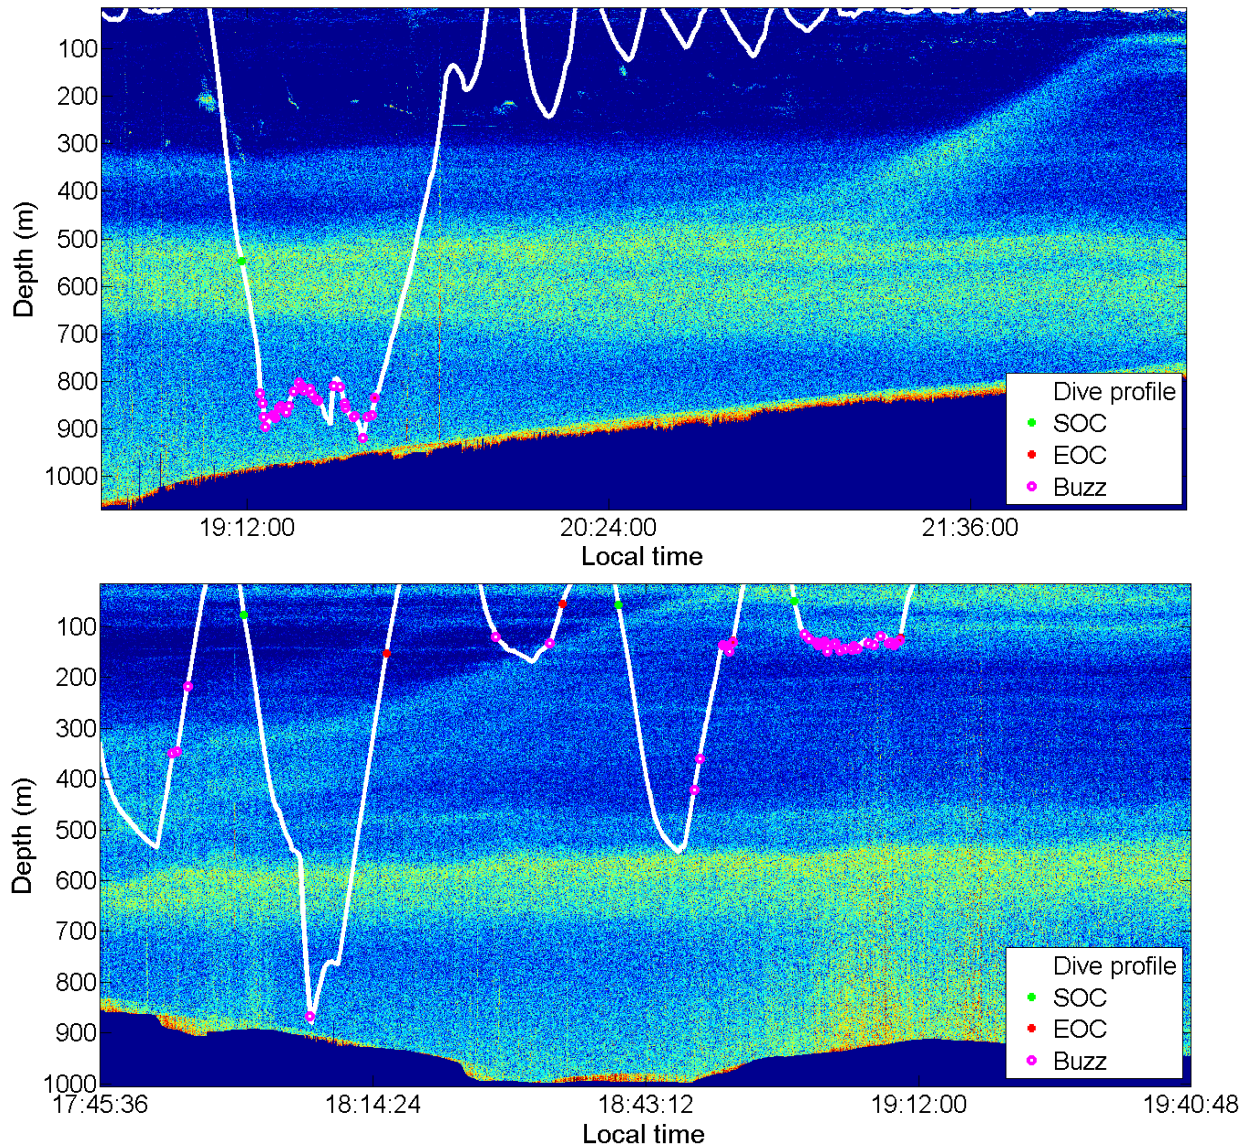 100
200
300
400
500
600
700
800
900
1000
Depth (m)
19:12:00
20:24:00
21:36:00
Local time
Dive profile
SOC
EOC
Buzz
100
200
300
400
500
600
700
800
900
1000
Depth (m)
17:45:36
18:14:24
18:43:12
19:12:00
19:40:48
Local time
Dive profile
SOC
EOC
Buzz